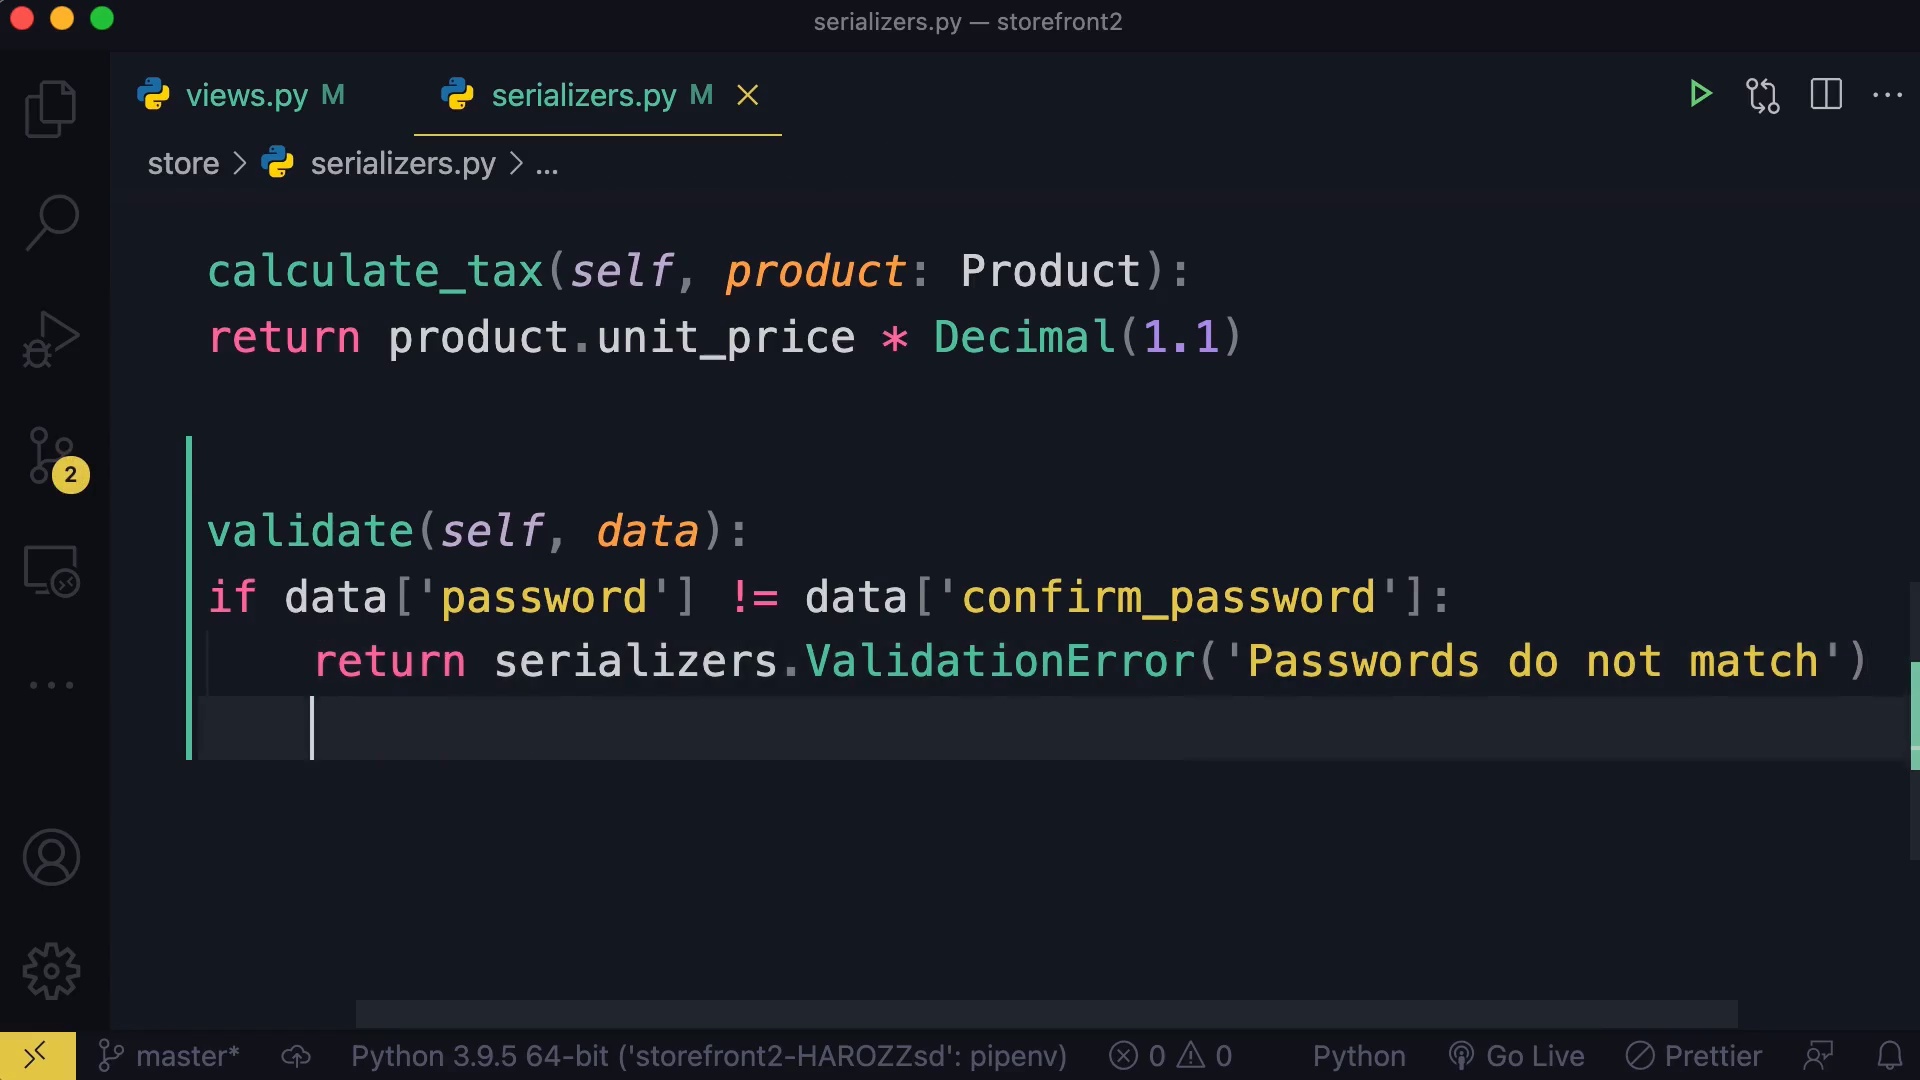 serializers.py — storefront2
views.py M serializers.py M
store > serializers.py > ...
calculate_tax(self, product: Product):
return product.unit_price * Decimal(1.1)
validate(self, data):
if data['password'] != data['confirm_password']:
return serializers.ValidationError('Passwords do not match')
2
master* Python 3.9.5 64-bit ('storefront2-HAROZZsd': pipenv) 0 0 Python Go Live Prettier